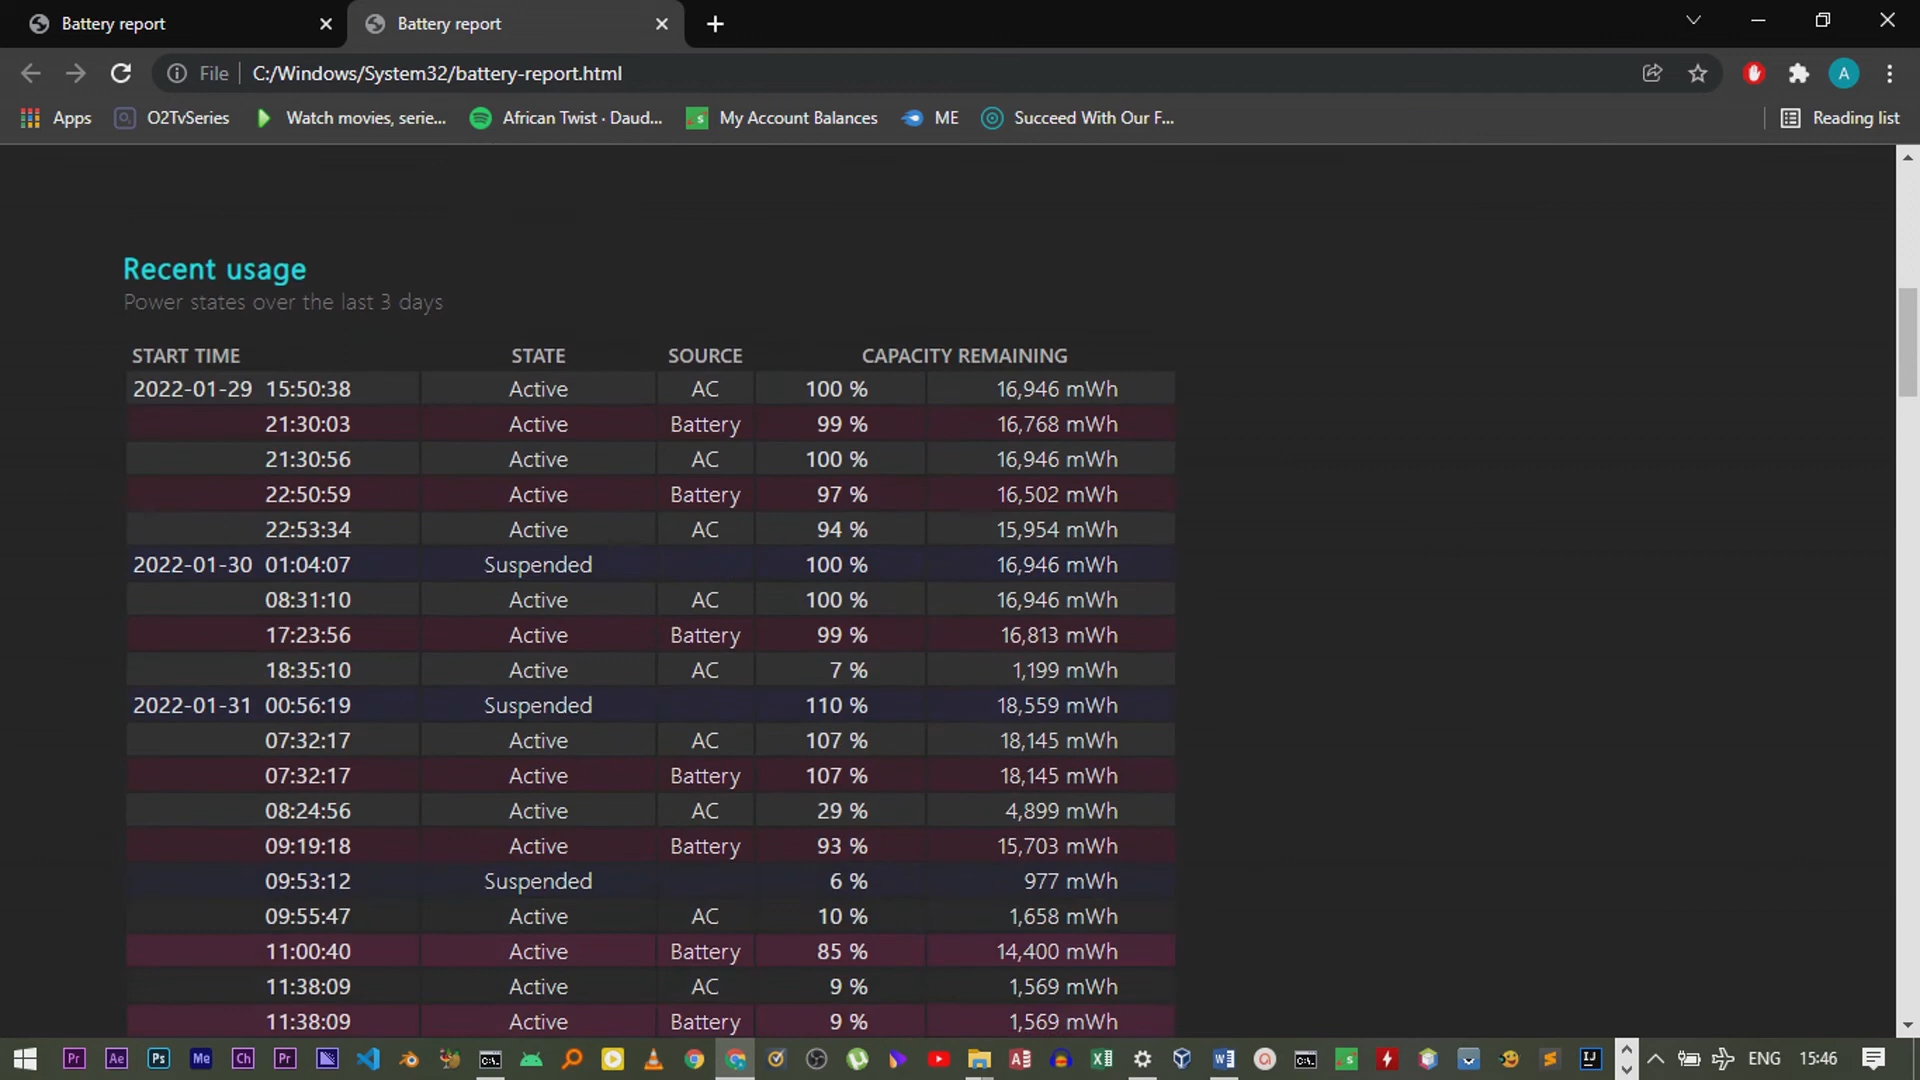 Battery report
Battery report
File C:/Windows/System32/battery-report.html
A
Apps O2TvSeries Watch movies, serie... African Twist · Daud... My Account Balances ME Succeed With Our F... Reading list
Recent usage
Power states over the last 3 days
START TIME STATE SOURCE CAPACITY REMAINING
2022-01-29 15:50:38 Active AC 100 % 16,946 mWh
21:30:03 Active Battery 99 % 16,768 mWh
21:30:56 Active AC 100 % 16,946 mWh
22:50:59 Active Battery 97 % 16,502 mWh
22:53:34 Active AC 94 % 15,954 mWh
2022-01-30 01:04:07 Suspended 100 % 16,946 mWh
08:31:10 Active AC 100 % 16,946 mWh
17:23:56 Active Battery 99 % 16,813 mWh
18:35:10 Active AC 7 % 1,199 mWh
2022-01-31 00:56:19 Suspended 110 % 18,559 mWh
07:32:17 Active AC 107 % 18,145 mWh
07:32:17 Active Battery 107 % 18,145 mWh
08:24:56 Active AC 29 % 4,899 mWh
09:19:18 Active Battery 93 % 15,703 mWh
09:53:12 Suspended 6 % 977 mWh
09:55:47 Active AC 10 % 1,658 mWh
11:00:40 Active Battery 85 % 14,400 mWh
11:38:09 Active AC 9 % 1,569 mWh
11:38:09 Active Battery 9 % 1,569 mWh
Pr Ae Ps Me Ch Pr ENG 15:46